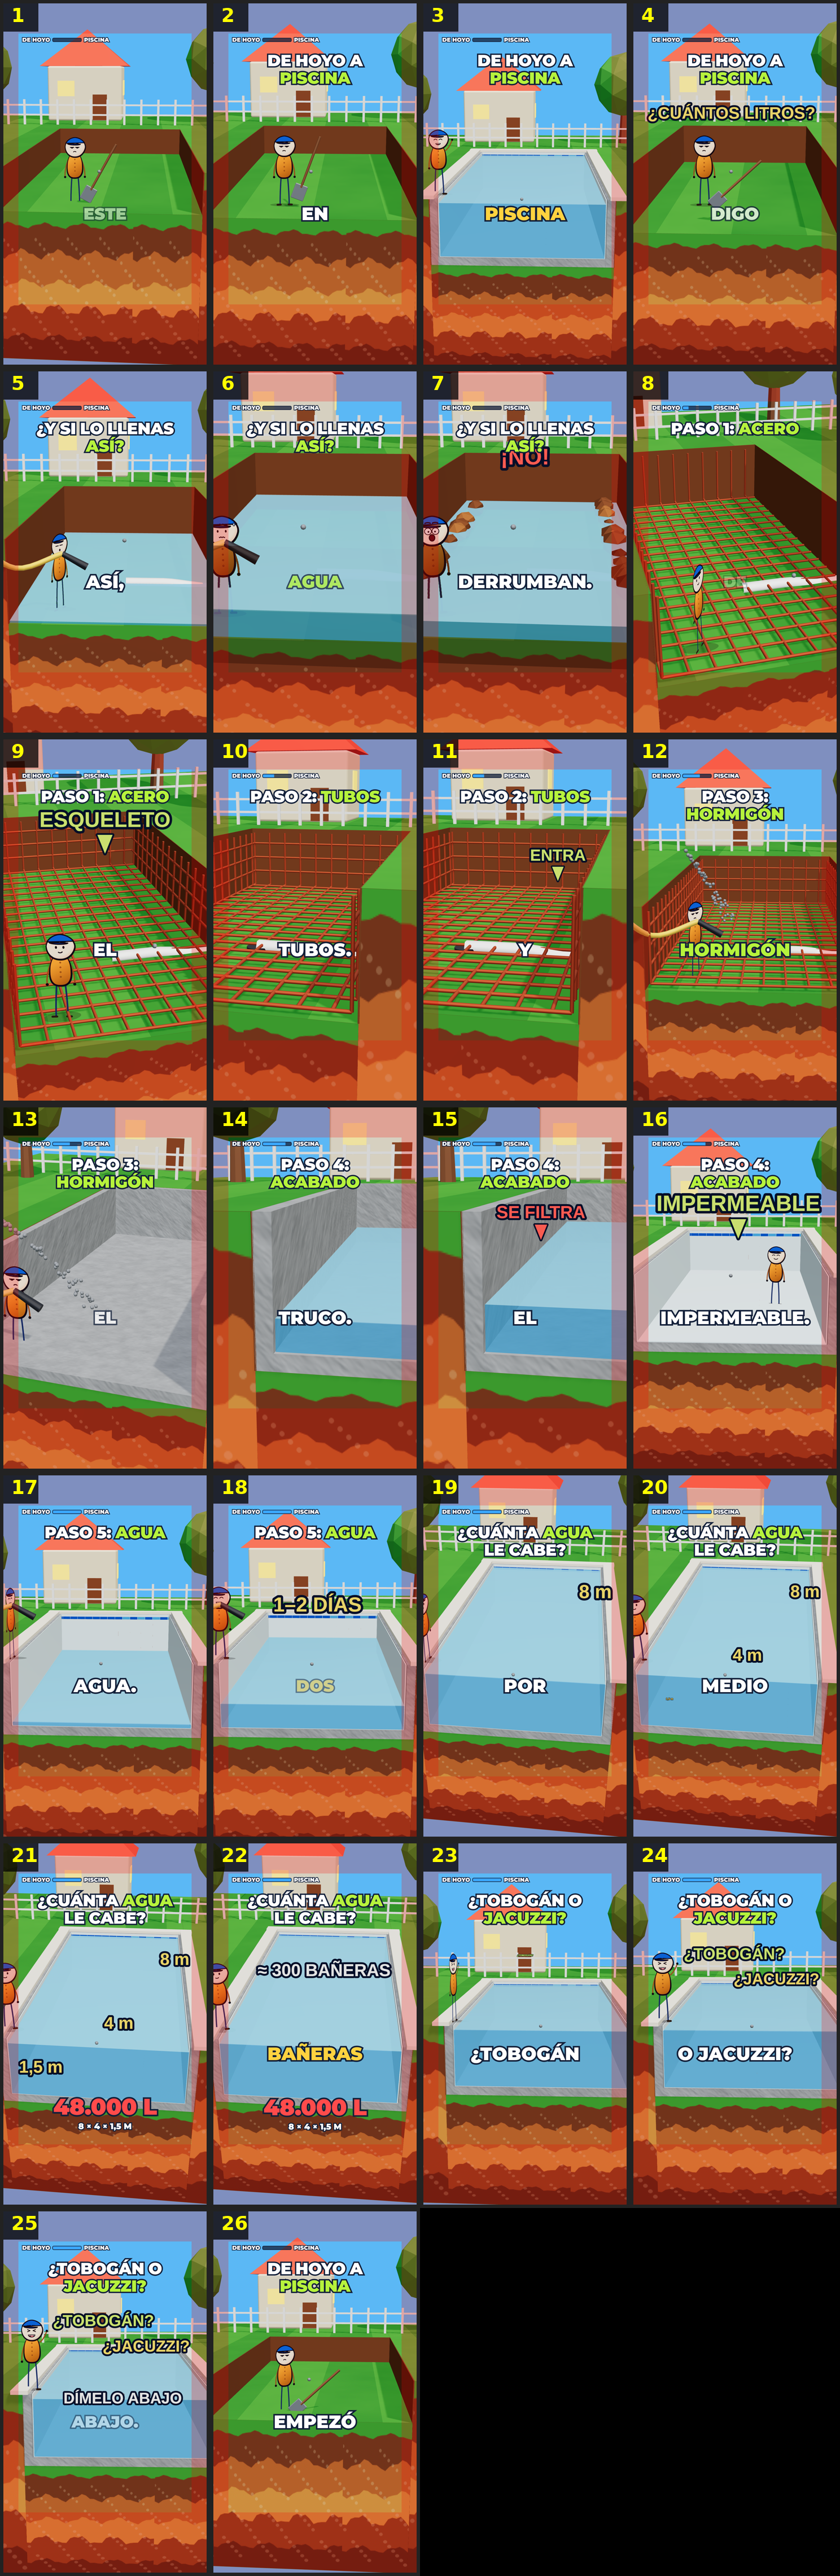 1
DE HOYO PISCINA
ESTE
2
DE HOYO PISCINA
DE HOYO A
PISCINA
EN
3
DE HOYO PISCINA
DE HOYO A
PISCINA
PISCINA
4
DE HOYO PISCINA
DE HOYO A
PISCINA
¿CUÁNTOS LITROS?
DIGO
5
DE HOYO PISCINA
¿Y SI LO LLENAS
ASÍ?
ASÍ,
6
DE HOYO PISCINA
¿Y SI LO LLENAS
ASÍ?
AGUA
7
DE HOYO PISCINA
¿Y SI LO LLENAS
ASÍ?
¡NO!
DERRUMBAN.
8
DE HOYO PISCINA
PASO 1: ACERO
9
DE HOYO PISCINA
PASO 1: ACERO
ESQUELETO
EL
10
DE HOYO PISCINA
PASO 2: TUBOS
TUBOS.
11
DE HOYO PISCINA
PASO 2: TUBOS
ENTRA
Y
12
DE HOYO PISCINA
PASO 3:
HORMIGÓN
HORMIGÓN
13
DE HOYO PISCINA
PASO 3:
HORMIGÓN
EL
14
DE HOYO PISCINA
PASO 4:
ACABADO
TRUCO.
15
DE HOYO PISCINA
PASO 4:
ACABADO
SE FILTRA
EL
16
DE HOYO PISCINA
PASO 4:
ACABADO
IMPERMEABLE
IMPERMEABLE.
17
DE HOYO PISCINA
PASO 5: AGUA
AGUA.
18
DE HOYO PISCINA
PASO 5: AGUA
1–2 DÍAS
DOS
19
DE HOYO PISCINA
¿CUÁNTA AGUA
LE CABE?
8 m
POR
20
DE HOYO PISCINA
¿CUÁNTA AGUA
LE CABE?
8 m
4 m
MEDIO
21
DE HOYO PISCINA
¿CUÁNTA AGUA
LE CABE?
8 m
4 m
1,5 m
48.000 L
8 × 4 × 1,5 M
22
DE HOYO PISCINA
¿CUÁNTA AGUA
LE CABE?
≈ 300 BAÑERAS
BAÑERAS
48.000 L
8 × 4 × 1,5 M
23
DE HOYO PISCINA
¿TOBOGÁN O
JACUZZI?
¿TOBOGÁN
24
DE HOYO PISCINA
¿TOBOGÁN O
JACUZZI?
¿TOBOGÁN?
¿JACUZZI?
O JACUZZI?
25
DE HOYO PISCINA
¿TOBOGÁN O
JACUZZI?
¿TOBOGÁN?
¿JACUZZI?
DÍMELO ABAJO
ABAJO.
26
DE HOYO PISCINA
DE HOYO A
PISCINA
EMPEZÓ